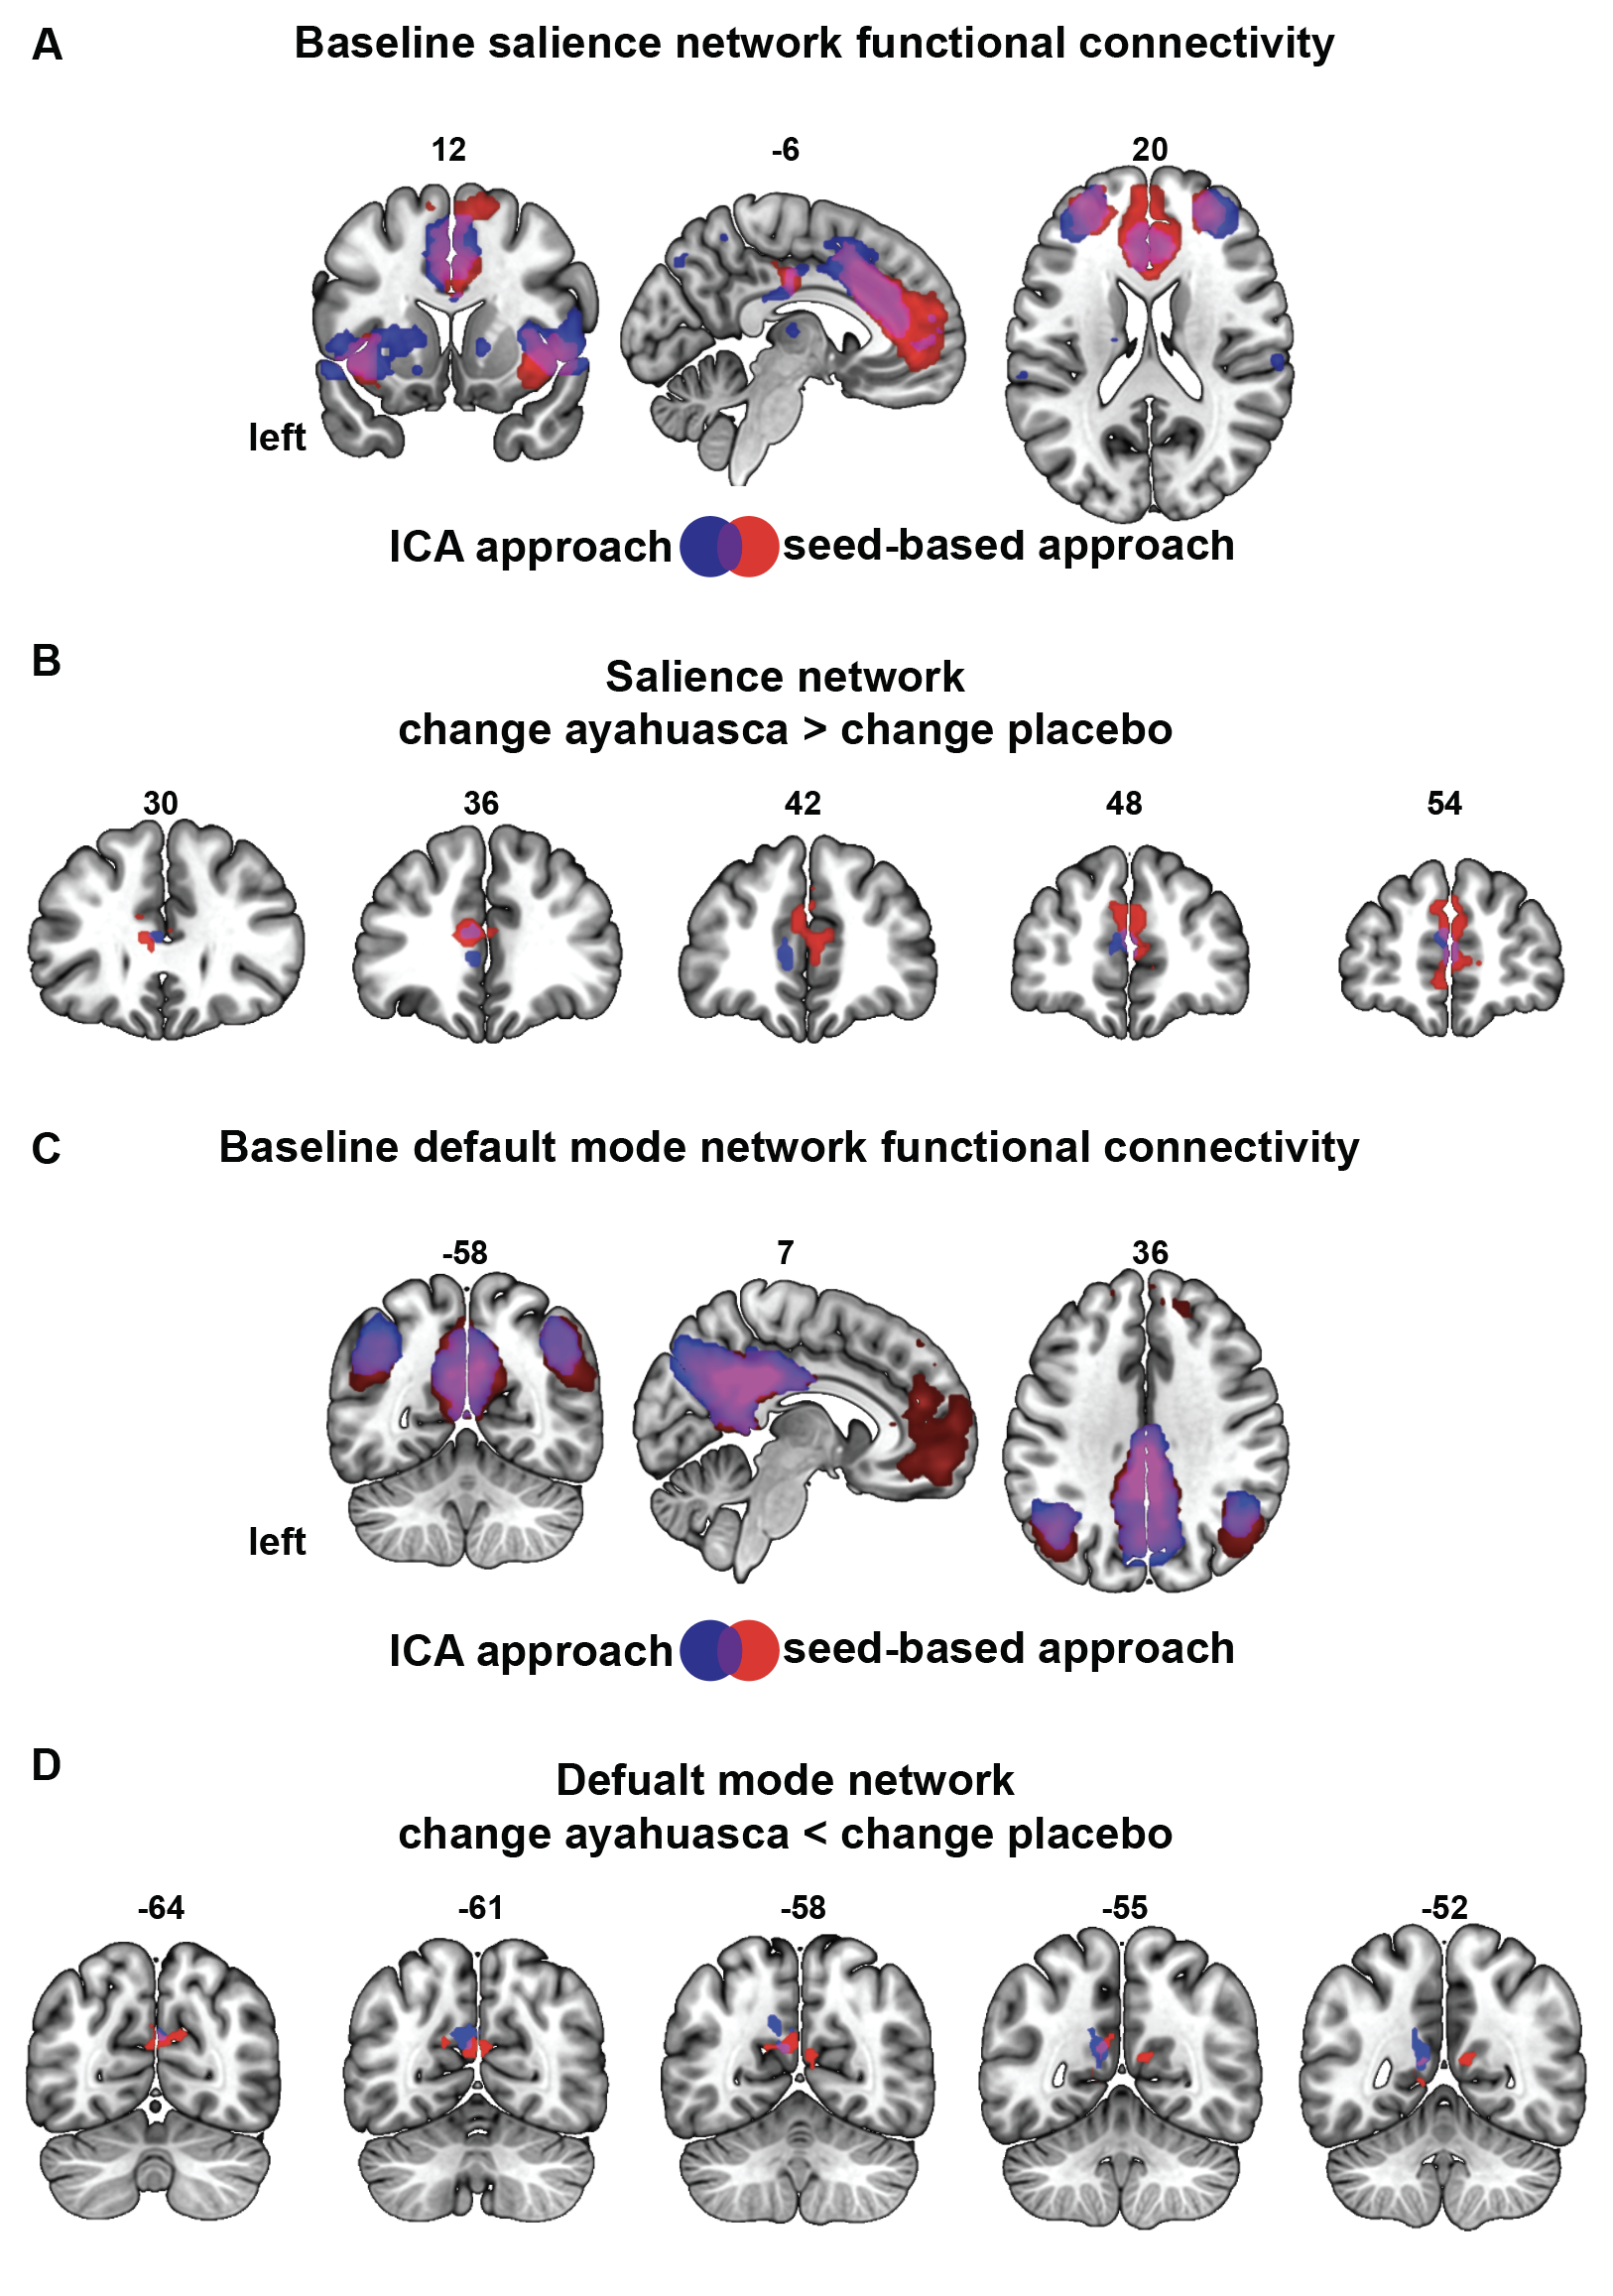 A
Baseline salience network functional connectivity
12 -6 20
left
ICA approach seed-based approach
B
Salience network
change ayahuasca > change placebo
30 36 42 48 54
C
Baseline default mode network functional connectivity
-58 7 36
left
ICA approach seed-based approach
D
Defualt mode network
change ayahuasca < change placebo
-64 -61 -58 -55 -52